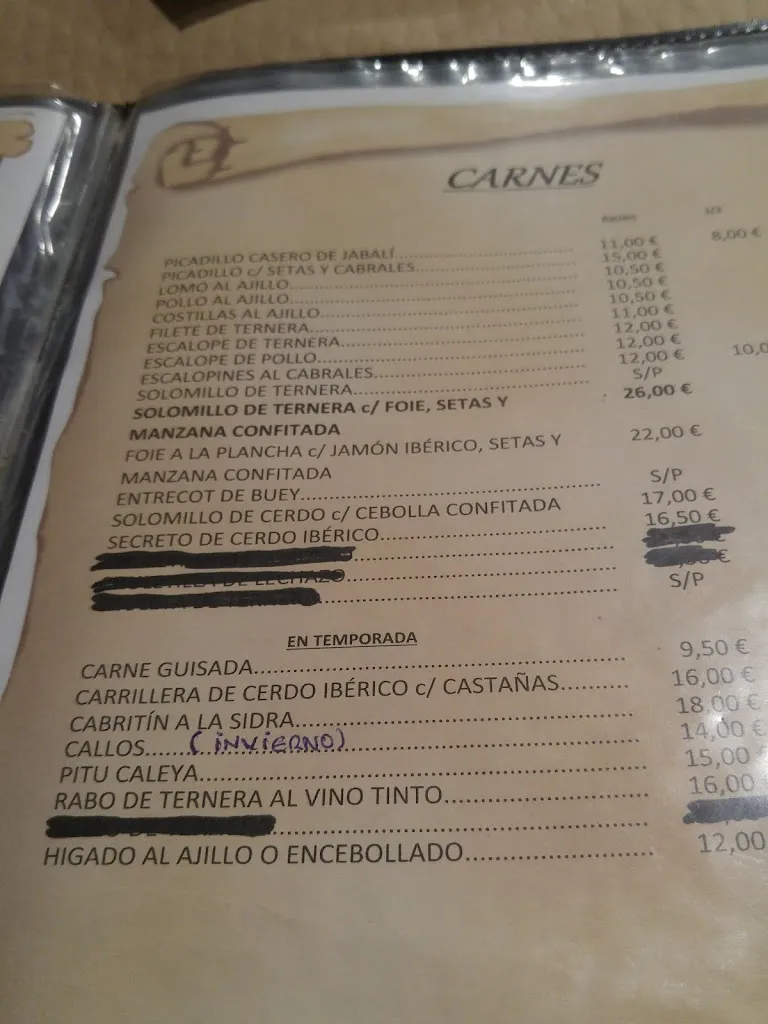 CARNES
Ración 1/2
PICADILLO CASERO DE JABALÍ 11,00 € 8,00 €
PICADILLO c/ SETAS Y CABRALES 15,00 €
LOMO AL AJILLO 10,50 €
POLLO AL AJILLO 10,50 €
COSTILLAS AL AJILLO 10,50 €
FILETE DE TERNERA 11,00 €
ESCALOPE DE TERNERA 12,00 €
ESCALOPE DE POLLO 12,00 €
ESCALOPINES AL CABRALES 12,00 € 10,0
SOLOMILLO DE TERNERA S/P
SOLOMILLO DE TERNERA c/ FOIE, SETAS Y 26,00 €
MANZANA CONFITADA
FOIE A LA PLANCHA c/ JAMÓN IBÉRICO, SETAS Y 22,00 €
MANZANA CONFITADA
ENTRECOT DE BUEY S/P
SOLOMILLO DE CERDO c/ CEBOLLA CONFITADA 17,00 €
SECRETO DE CERDO IBÉRICO 16,50 €
S/P
EN TEMPORADA
CARNE GUISADA 9,50 €
CARRILLERA DE CERDO IBÉRICO c/ CASTAÑAS 16,00 €
CABRITÍN A LA SIDRA 18,00 €
CALLOS (INVIERNO) 14,00 €
PITU CALEYA 15,00
RABO DE TERNERA AL VINO TINTO 16,00
HIGADO AL AJILLO O ENCEBOLLADO 12,00